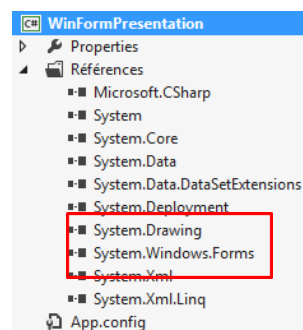 C# WinFormPresentation
Properties
Références
Microsoft.CSharp
System
System.Core
System.Data
System.Data.DataSetExtensions
System.Deployment
System.Drawing
System.Windows.Forms
System.Xml
System.Xml.Linq
App.config